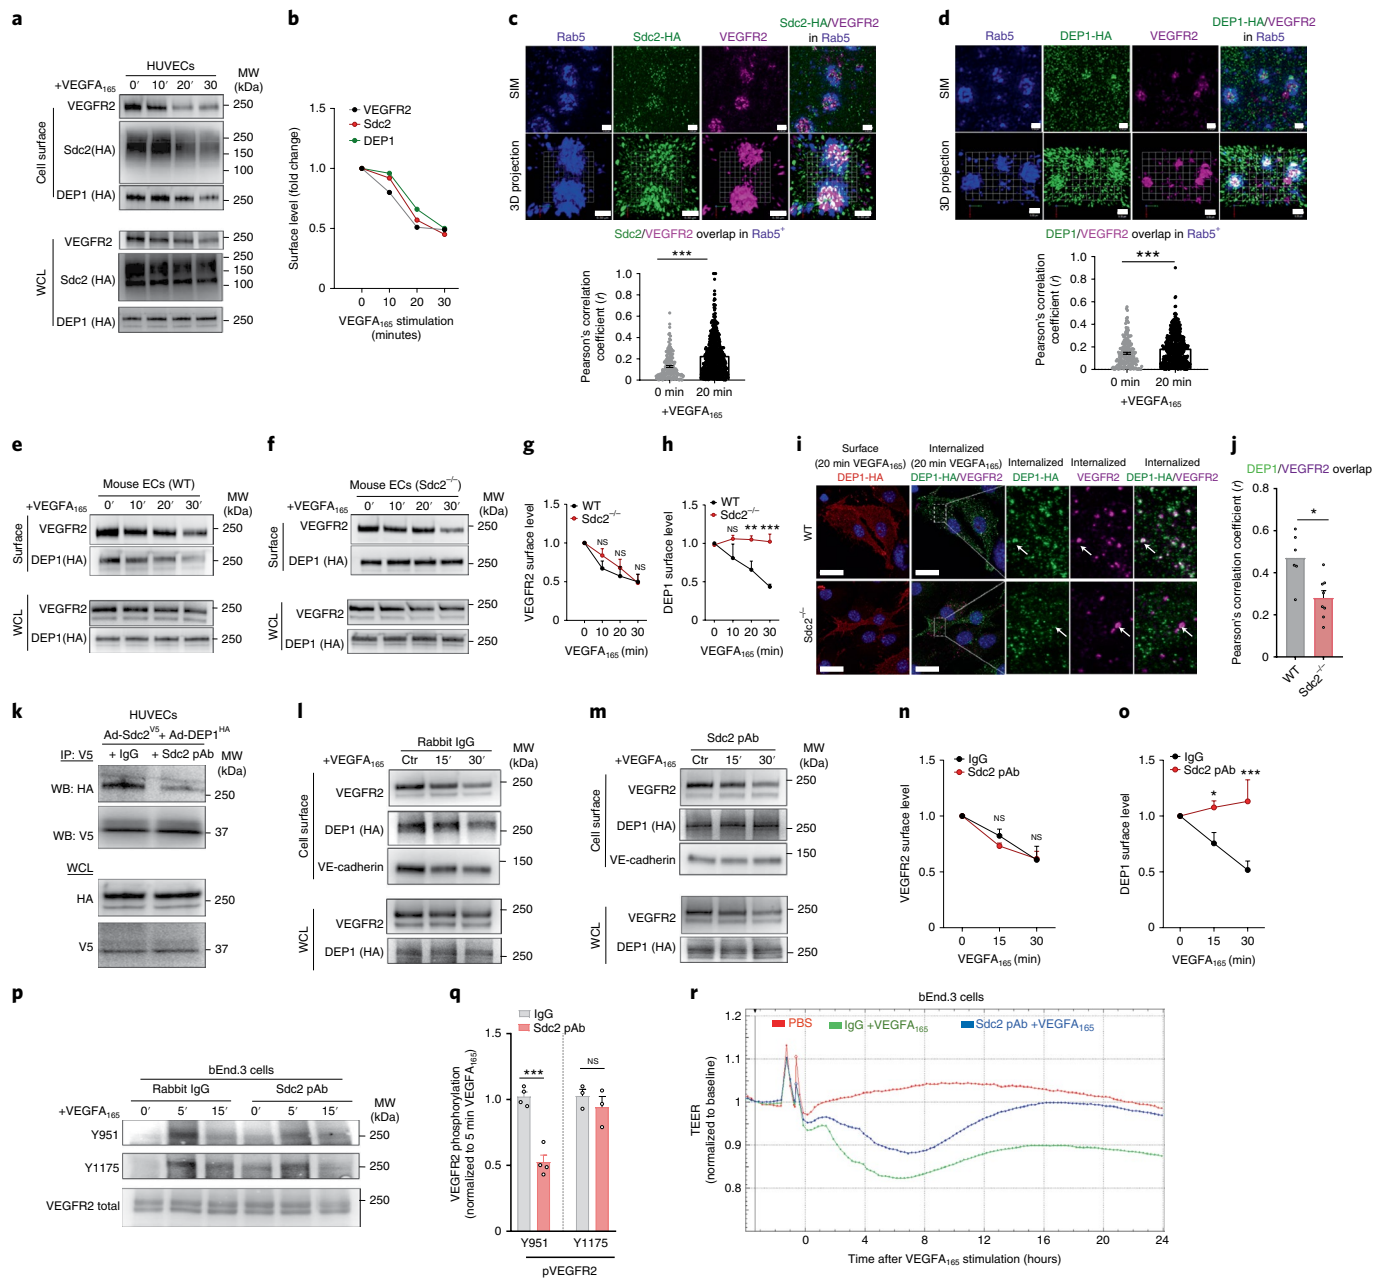 a
HUVECs
+VEGFA165
0′ 10′ 20′ 30
MW
(kDa)
Cell surface
VEGFR2
250
Sdc2(HA)
250
150
100
DEP1 (HA)
250
WCL
VEGFR2
250
Sdc2 (HA)
250
150
100
DEP1 (HA)
250
b
VEGFR2
Sdc2
DEP1
Surface level (fold change)
1.5
1.0
0.5
0
0 10 20 30
VEGFA165 stimulation
(minutes)
c
Rab5
Sdc2-HA
VEGFR2
Sdc2-HA/VEGFR2
in Rab5
SIM
3D projection
Sdc2/VEGFR2 overlap in Rab5+
***
Pearson's correlation
coefficient (r)
1.0
0.8
0.6
0.4
0.2
0
0 min 20 min
+VEGFA165
d
Rab5
DEP1-HA
VEGFR2
DEP1-HA/VEGFR2
in Rab5
SIM
3D projection
DEP1/VEGFR2 overlap in Rab5+
***
Pearson's correlation
coefficient (r)
1.0
0.8
0.6
0.4
0.2
0
0 min 20 min
+VEGFA165
e
Mouse ECs (WT)
+VEGFA165
0′ 10′ 20′ 30′
MW
(kDa)
Surface
VEGFR2
250
DEP1(HA)
250
WCL
VEGFR2
250
DEP1(HA)
250
f
Mouse ECs (Sdc2−/−)
+VEGFA165
0′ 10′ 20′ 30′
MW
(kDa)
Surface
VEGFR2
250
DEP1 (HA)
250
WCL
VEGFR2
250
DEP1 (HA)
250
g
WT
Sdc2−/−
VEGFR2 surface level
1.5
1.0
0.5
NS
NS
NS
0 10 20 30
VEGFA165 (min)
h
WT
Sdc2−/−
DEP1 surface level
1.5
1.0
0.5
0
NS ** ***
0 10 20 30
VEGFA165 (min)
i
Surface
(20 min VEGFA165)
DEP1-HA
Internalized
(20 min VEGFA165)
DEP1-HA/VEGFR2
Internalized
DEP1-HA
Internalized
VEGFR2
Internalized
DEP1-HA/VEGFR2
WT
Sdc2−/−
j
DEP1/VEGFR2 overlap
Pearson's correlation coefficient (r)
0.8
0.6
0.4
0.2
0
*
WT
Sdc2−/−
k
HUVECs
Ad-Sdc2V5+ Ad-DEP1HA
IP: V5
+ IgG + Sdc2 pAb
MW
(kDa)
WB: HA
250
WB: V5
37
WCL
HA
250
V5
37
l
Rabbit IgG
+VEGFA165
Ctr 15′ 30′
MW
(kDa)
Cell surface
VEGFR2
250
DEP1 (HA)
250
VE-cadherin
150
WCL
VEGFR2
250
DEP1 (HA)
250
m
Sdc2 pAb
+VEGFA165
Ctr 15′ 30′
MW
(kDa)
Cell surface
VEGFR2
250
DEP1 (HA)
250
VE-cadherin
150
WCL
VEGFR2
250
DEP1 (HA)
250
n
IgG
Sdc2 pAb
VEGFR2 surface level
1.5
1.0
0.5
0
NS
NS
0 15 30
VEGFA165 (min)
o
IgG
Sdc2 pAb
DEP1 surface level
1.5
1.0
0.5
0
*
***
0 15 30
VEGFA165 (min)
p
bEnd.3 cells
Rabbit IgG Sdc2 pAb
+VEGFA165
0′ 5′ 15′ 0′ 5′ 15′
MW
(kDa)
Y951
250
Y1175
250
VEGFR2 total
250
q
IgG
Sdc2 pAb
VEGFR2 phosphorylation
(normalized to 5 min VEGFA165)
1.5
1.0
0.5
0
***
NS
Y951 Y1175
pVEGFR2
r
bEnd.3 cells
PBS
IgG +VEGFA165
Sdc2 pAb +VEGFA165
TEER
(normalized to baseline)
1.2
1.1
1
0.9
0.8
0 4 8 12 16 20 24
Time after VEGFA165 stimulation (hours)